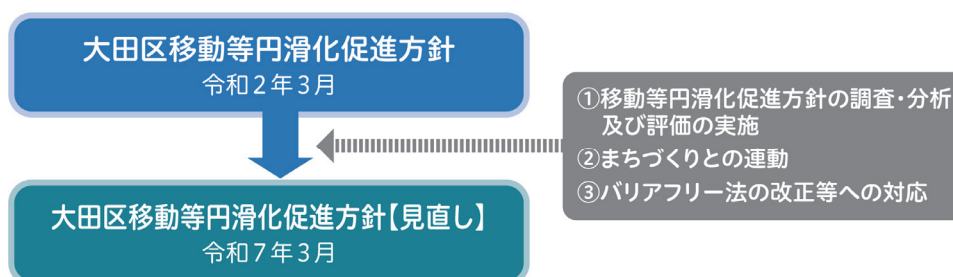 大田区移動等円滑化促進方針
令和2年3月
①移動等円滑化促進方針の調査・分析
及び評価の実施
②まちづくりとの運動
③バリアフリー法の改正等への対応
大田区移動等円滑化促進方針【見直し】
令和7年3月